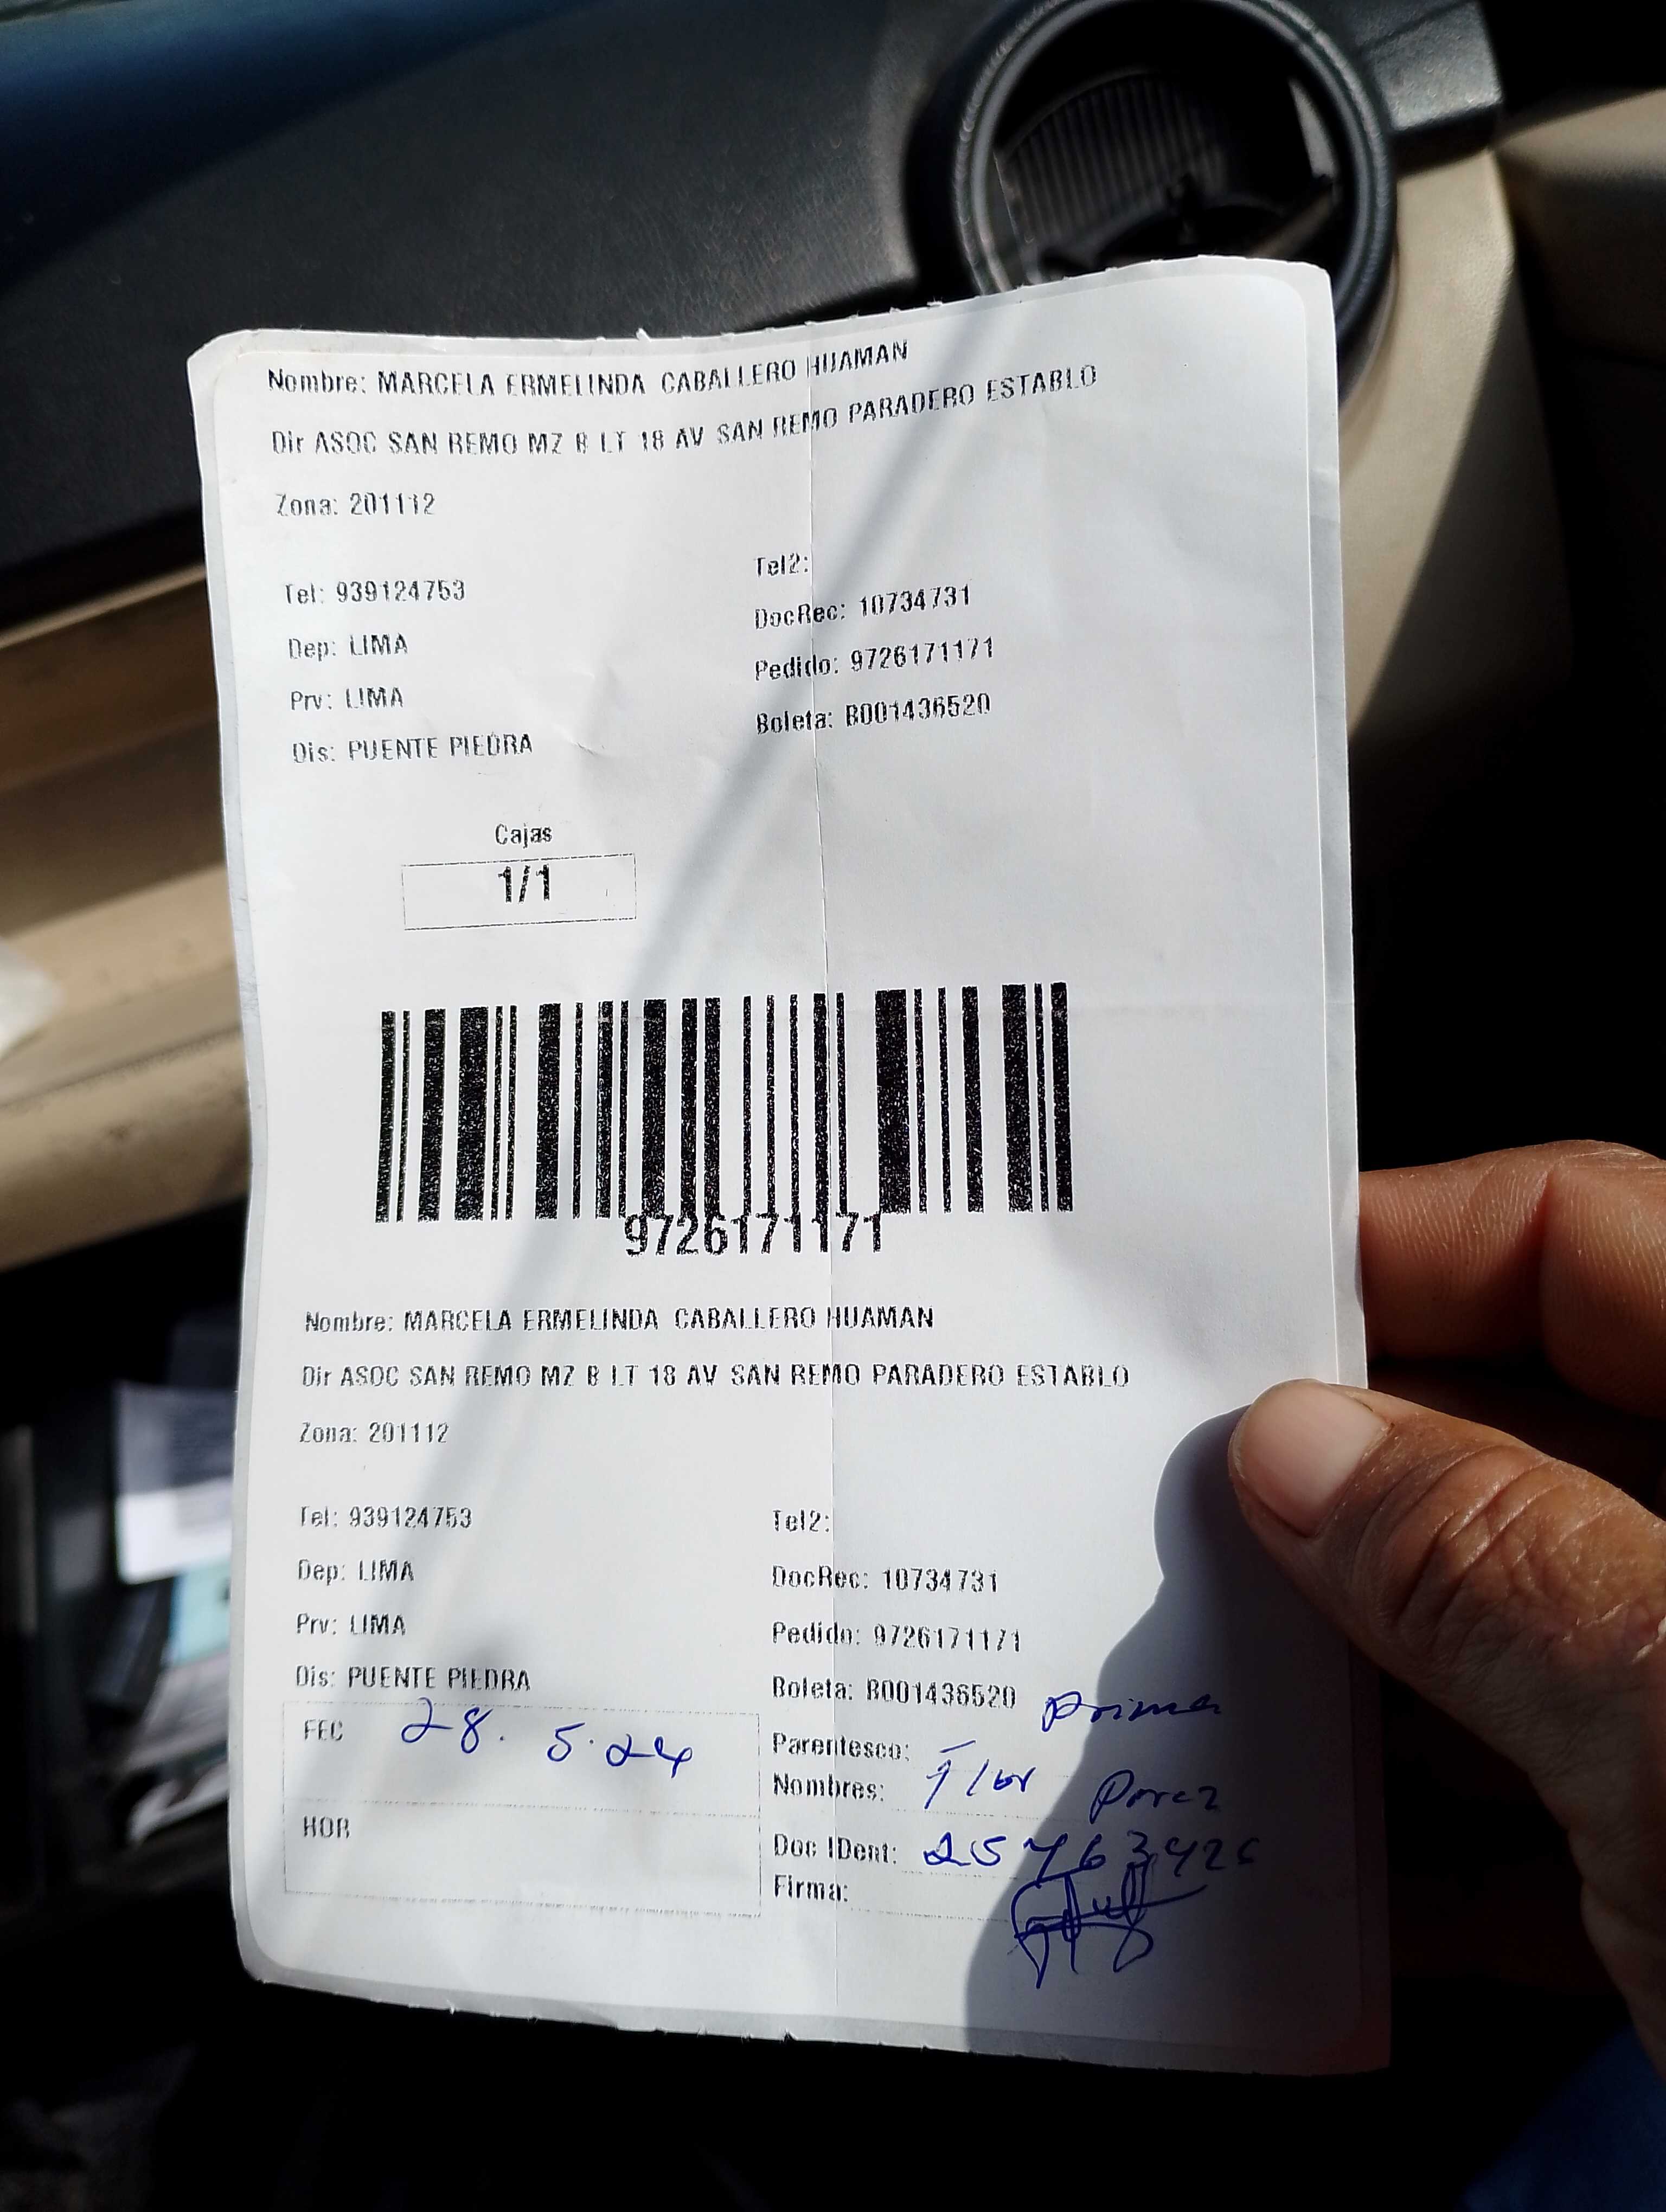 Nombre: MARCELA ERMELINDA CABALLERO HUAMAN
Dir ASOC SAN REMO MZ B LT 18 AV SAN REMO PARADERO ESTABLO
Zona: 201112
Tel: 939124753
Tel2:
Dep: LIMA
DocRec: 10734731
Prv: LIMA
Pedido: 9726171171
Dis: PUENTE PIEDRA
Boleta: B001436520
Cajas
1/1
9726171171
Nombre: MARCELA ERMELINDA CABALLERO HUAMAN
Dir ASOC SAN REMO MZ B LT 18 AV SAN REMO PARADERO ESTABLO
Zona: 201112
Tel: 939124753
Tel2:
Dep: LIMA
DocRec: 10734731
Prv: LIMA
Pedido: 9726171171
Dis: PUENTE PIEDRA
Boleta: B001436520
FEC 28. 5.24
Parentesco: prima
Nombres: Flor Perez
HOR
Doc IDent:
Firma: